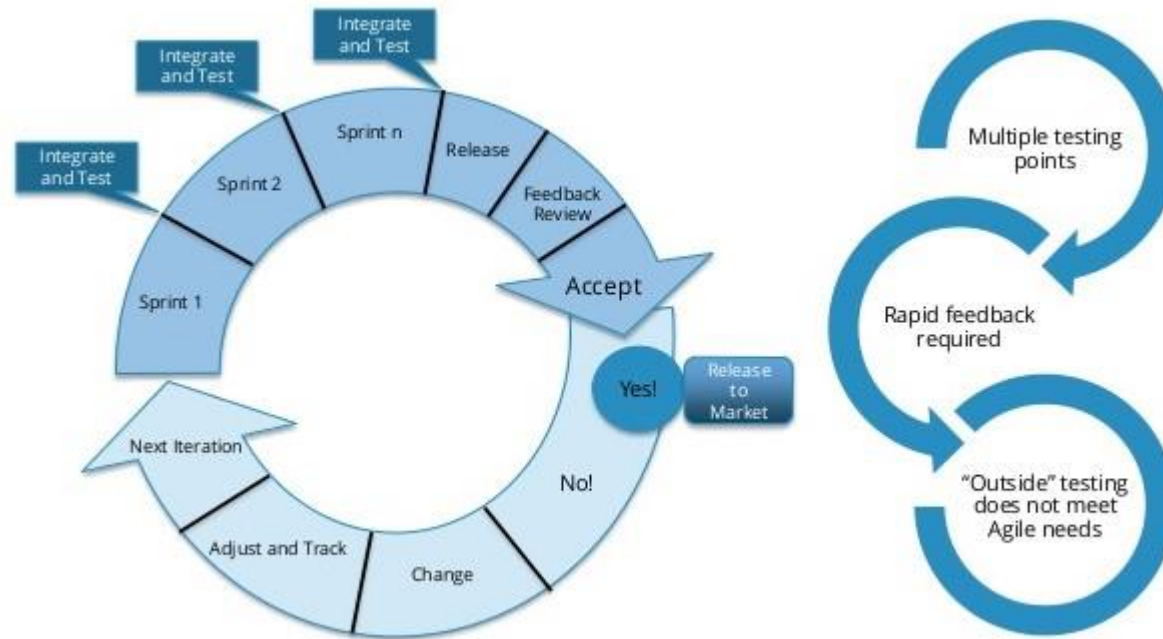 Integrate
and Test
Integrate
and Test
Integrate
and Test
Sprint 1
Sprint 2
Sprint n
Release
Feedback
Review
Accept
Yes!
Release
to
Market
No!
Change
Adjust and Track
Next Iteration
Multiple testing
points
Rapid feedback
required
“Outside” testing
does not meet
Agile needs